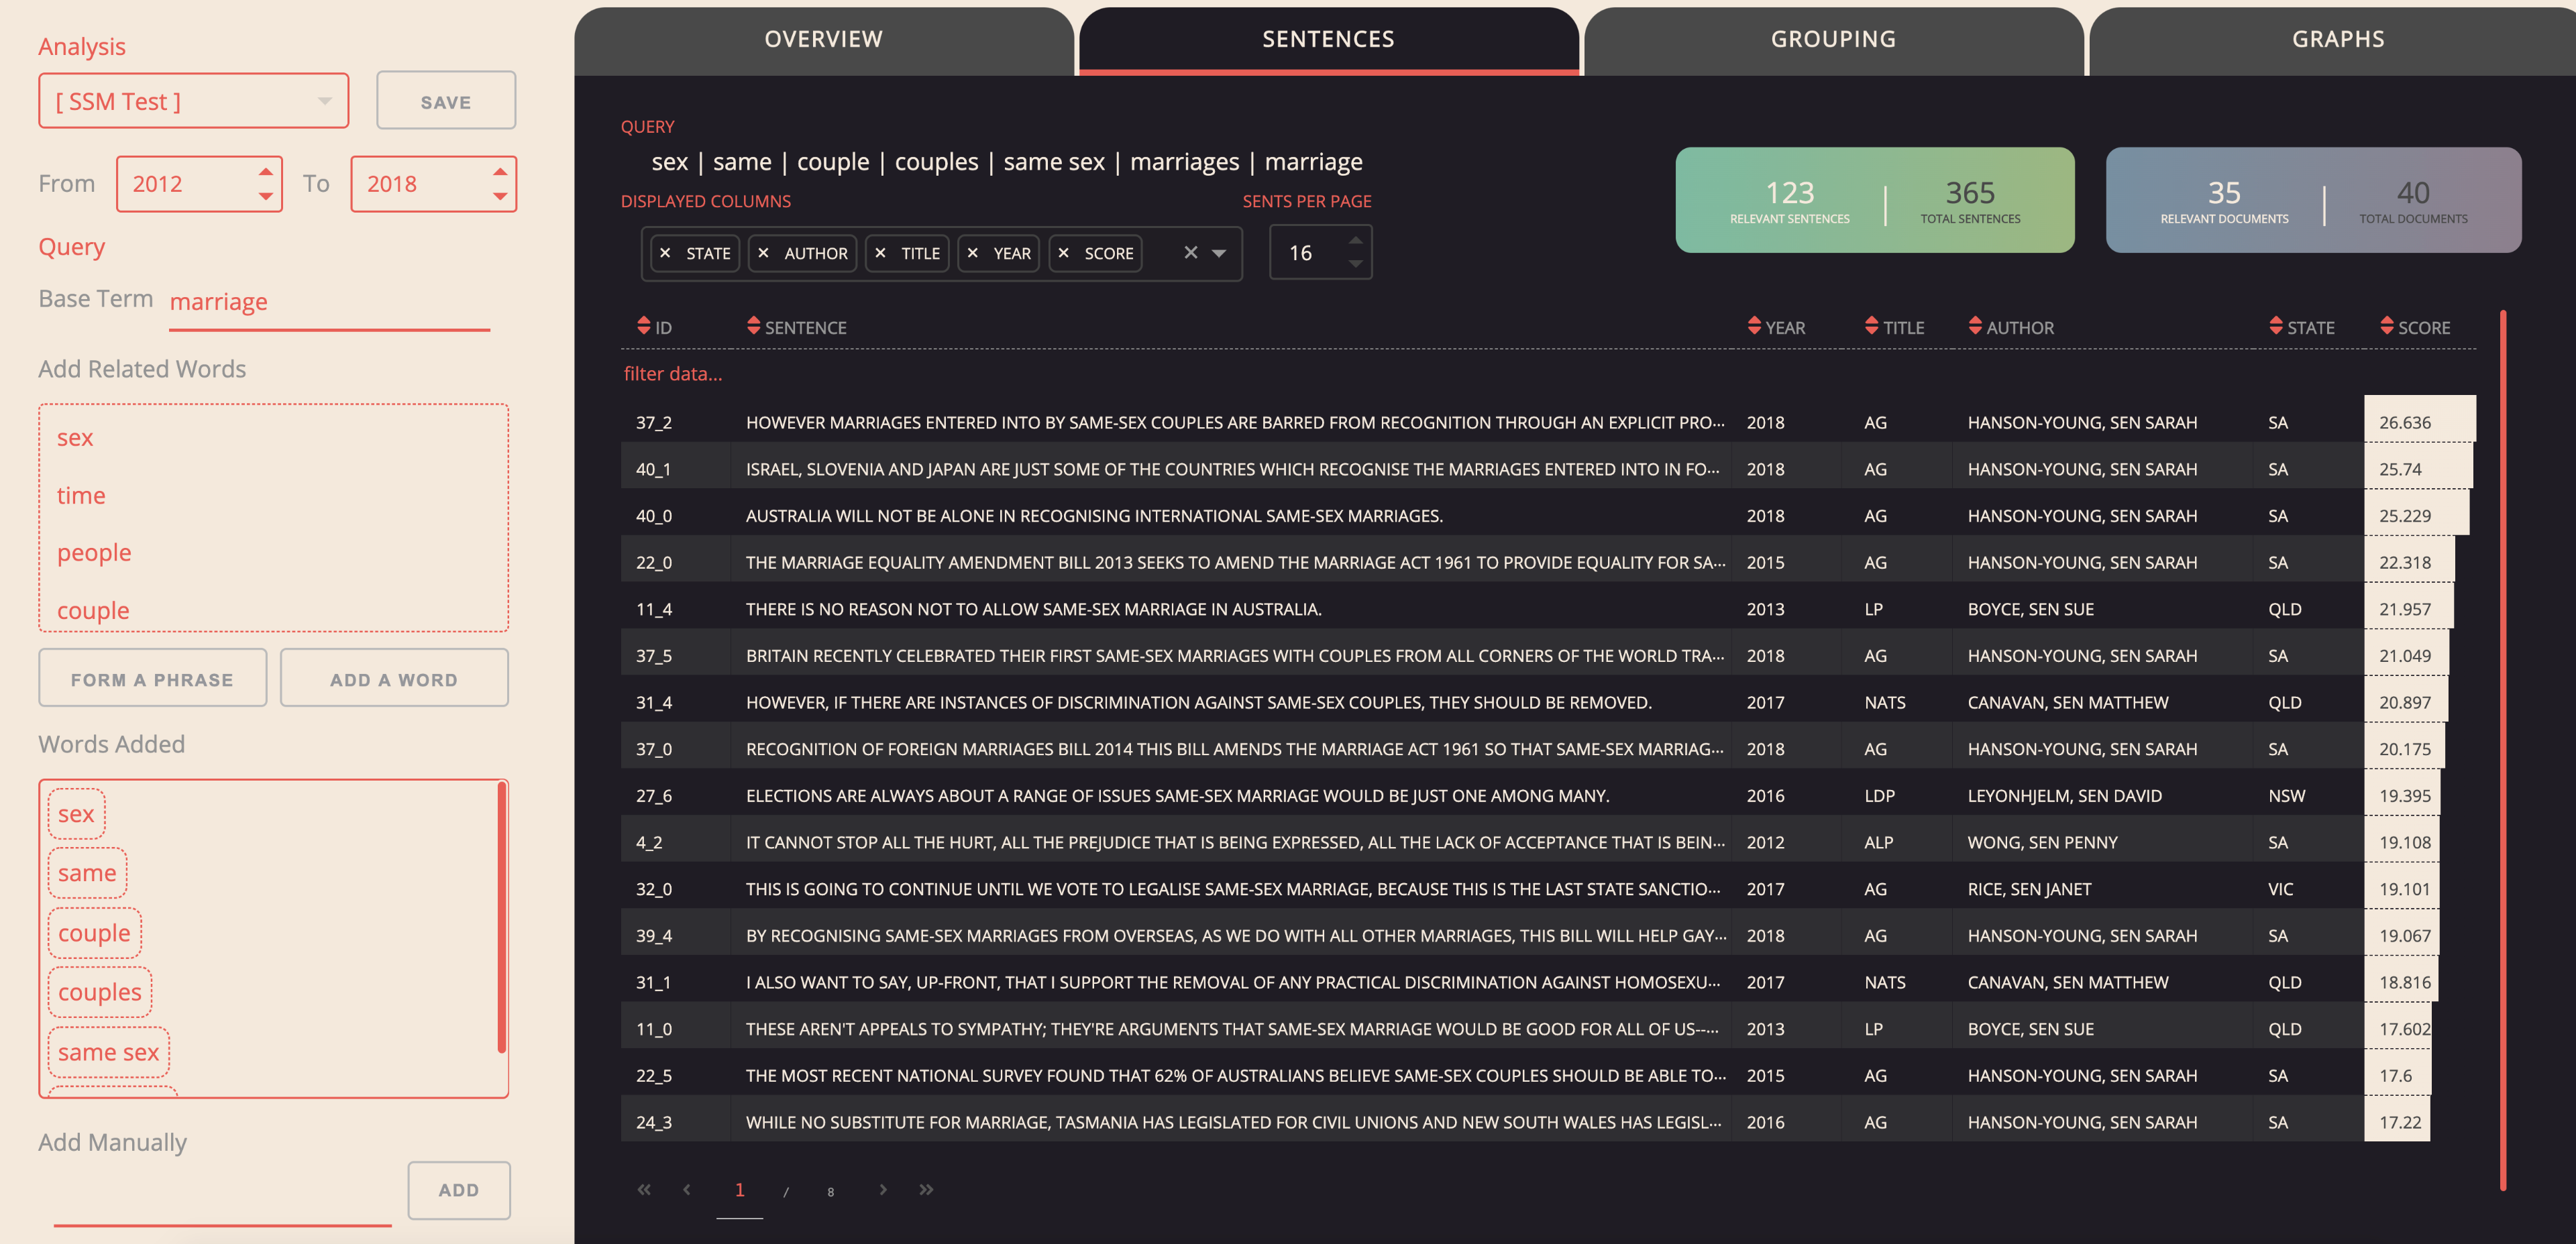 Analysis
[ SSM Test ]
SAVE
From 2012 To 2018
Query
Base Term marriage
Add Related Words
sex
time
people
couple
FORM A PHRASE
ADD A WORD
Words Added
sex
same
couple
couples
same sex
Add Manually
ADD
OVERVIEW
SENTENCES
GROUPING
GRAPHS
QUERY
sex | same | couple | couples | same sex | marriages | marriage
DISPLAYED COLUMNS
SENTS PER PAGE
× STATE × AUTHOR × TITLE × YEAR × SCORE ×
16
123 RELEVANT SENTENCES
365 TOTAL SENTENCES
35 RELEVANT DOCUMENTS
40 TOTAL DOCUMENTS
ID SENTENCE YEAR TITLE AUTHOR STATE SCORE
filter data...
37_2 HOWEVER MARRIAGES ENTERED INTO BY SAME-SEX COUPLES ARE BARRED FROM RECOGNITION THROUGH AN EXPLICIT PRO... 2018 AG HANSON-YOUNG, SEN SARAH SA 26.636
40_1 ISRAEL, SLOVENIA AND JAPAN ARE JUST SOME OF THE COUNTRIES WHICH RECOGNISE THE MARRIAGES ENTERED INTO IN FO... 2018 AG HANSON-YOUNG, SEN SARAH SA 25.74
40_0 AUSTRALIA WILL NOT BE ALONE IN RECOGNISING INTERNATIONAL SAME-SEX MARRIAGES. 2018 AG HANSON-YOUNG, SEN SARAH SA 25.229
22_0 THE MARRIAGE EQUALITY AMENDMENT BILL 2013 SEEKS TO AMEND THE MARRIAGE ACT 1961 TO PROVIDE EQUALITY FOR SA... 2015 AG HANSON-YOUNG, SEN SARAH SA 22.318
11_4 THERE IS NO REASON NOT TO ALLOW SAME-SEX MARRIAGE IN AUSTRALIA. 2013 LP BOYCE, SEN SUE QLD 21.957
37_5 BRITAIN RECENTLY CELEBRATED THEIR FIRST SAME-SEX MARRIAGES WITH COUPLES FROM ALL CORNERS OF THE WORLD TRA... 2018 AG HANSON-YOUNG, SEN SARAH SA 21.049
31_4 HOWEVER, IF THERE ARE INSTANCES OF DISCRIMINATION AGAINST SAME-SEX COUPLES, THEY SHOULD BE REMOVED. 2017 NATS CANAVAN, SEN MATTHEW QLD 20.897
37_0 RECOGNITION OF FOREIGN MARRIAGES BILL 2014 THIS BILL AMENDS THE MARRIAGE ACT 1961 SO THAT SAME-SEX MARRIAG... 2018 AG HANSON-YOUNG, SEN SARAH SA 20.175
27_6 ELECTIONS ARE ALWAYS ABOUT A RANGE OF ISSUES SAME-SEX MARRIAGE WOULD BE JUST ONE AMONG MANY. 2016 LDP LEYONHJELM, SEN DAVID NSW 19.395
4_2 IT CANNOT STOP ALL THE HURT, ALL THE PREJUDICE THAT IS BEING EXPRESSED, ALL THE LACK OF ACCEPTANCE THAT IS BEIN... 2012 ALP WONG, SEN PENNY SA 19.108
32_0 THIS IS GOING TO CONTINUE UNTIL WE VOTE TO LEGALISE SAME-SEX MARRIAGE, BECAUSE THIS IS THE LAST STATE SANCTIO... 2017 AG RICE, SEN JANET VIC 19.101
39_4 BY RECOGNISING SAME-SEX MARRIAGES FROM OVERSEAS, AS WE DO WITH ALL OTHER MARRIAGES, THIS BILL WILL HELP GAY... 2018 AG HANSON-YOUNG, SEN SARAH SA 19.067
31_1 I ALSO WANT TO SAY, UP-FRONT, THAT I SUPPORT THE REMOVAL OF ANY PRACTICAL DISCRIMINATION AGAINST HOMOSEXU... 2017 NATS CANAVAN, SEN MATTHEW QLD 18.816
11_0 THESE AREN'T APPEALS TO SYMPATHY; THEY'RE ARGUMENTS THAT SAME-SEX MARRIAGE WOULD BE GOOD FOR ALL OF US--... 2013 LP BOYCE, SEN SUE QLD 17.602
22_5 THE MOST RECENT NATIONAL SURVEY FOUND THAT 62% OF AUSTRALIANS BELIEVE SAME-SEX COUPLES SHOULD BE ABLE TO... 2015 AG HANSON-YOUNG, SEN SARAH SA 17.6
24_3 WHILE NO SUBSTITUTE FOR MARRIAGE, TASMANIA HAS LEGISLATED FOR CIVIL UNIONS AND NEW SOUTH WALES HAS LEGISL... 2016 AG HANSON-YOUNG, SEN SARAH SA 17.22
« ‹ 1 / 8 › »